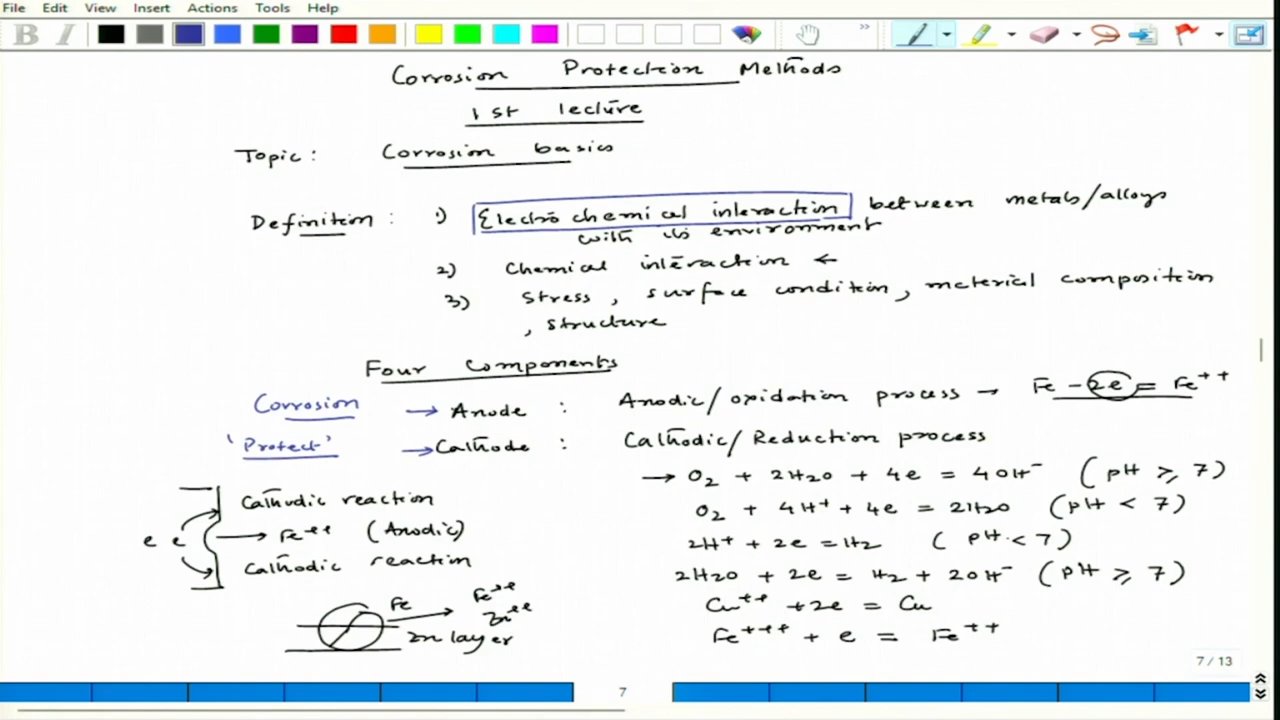 File Edit View Insert Actions Tools Help
B I
Corrosion Protection Methods
1st lecture
Topic: Corrosion basics
Definition : 1) Electrochemical interaction between metals/alloys
with its environment
2) Chemical interaction ←
3) Stress, surface condition, material composition
, structure
Four Components
Corrosion → Anode : Anodic/oxidation process → Fe - 2e = Fe++
'Protect' → Cathode : Cathodic/Reduction process
→ O2 + 2H2O + 4e = 4OH- (pH ≥ 7)
O2 + 4H+ + 4e = 2H2O (pH < 7)
2H+ + 2e = H2 (pH < 7)
2H2O + 2e = H2 + 2OH- (pH ≥ 7)
Cu++ + 2e = Cu
Fe+++ + e = Fe++
Cathodic reaction
e e → Fe++ (Anodic)
Cathodic reaction
Fe → Fe++
Zn++
Zn layer
7 / 13
7